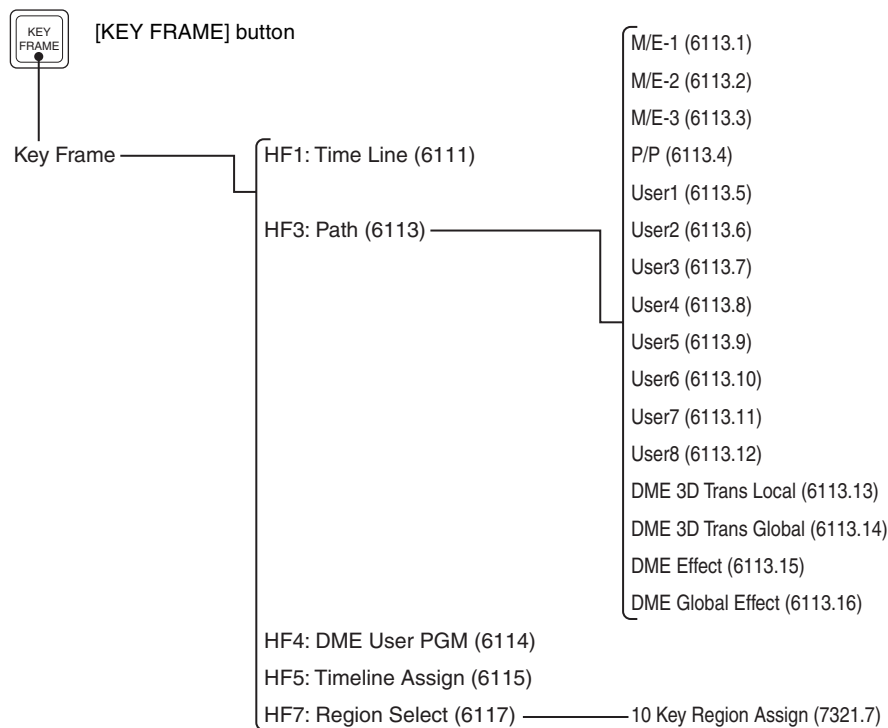 KEY
FRAME
[KEY FRAME] button
Key Frame
HF1: Time Line (6111)
HF3: Path (6113)
M/E-1 (6113.1)
M/E-2 (6113.2)
M/E-3 (6113.3)
P/P (6113.4)
User1 (6113.5)
User2 (6113.6)
User3 (6113.7)
User4 (6113.8)
User5 (6113.9)
User6 (6113.10)
User7 (6113.11)
User8 (6113.12)
DME 3D Trans Local (6113.13)
DME 3D Trans Global (6113.14)
DME Effect (6113.15)
DME Global Effect (6113.16)
HF4: DME User PGM (6114)
HF5: Timeline Assign (6115)
HF7: Region Select (6117)
10 Key Region Assign (7321.7)